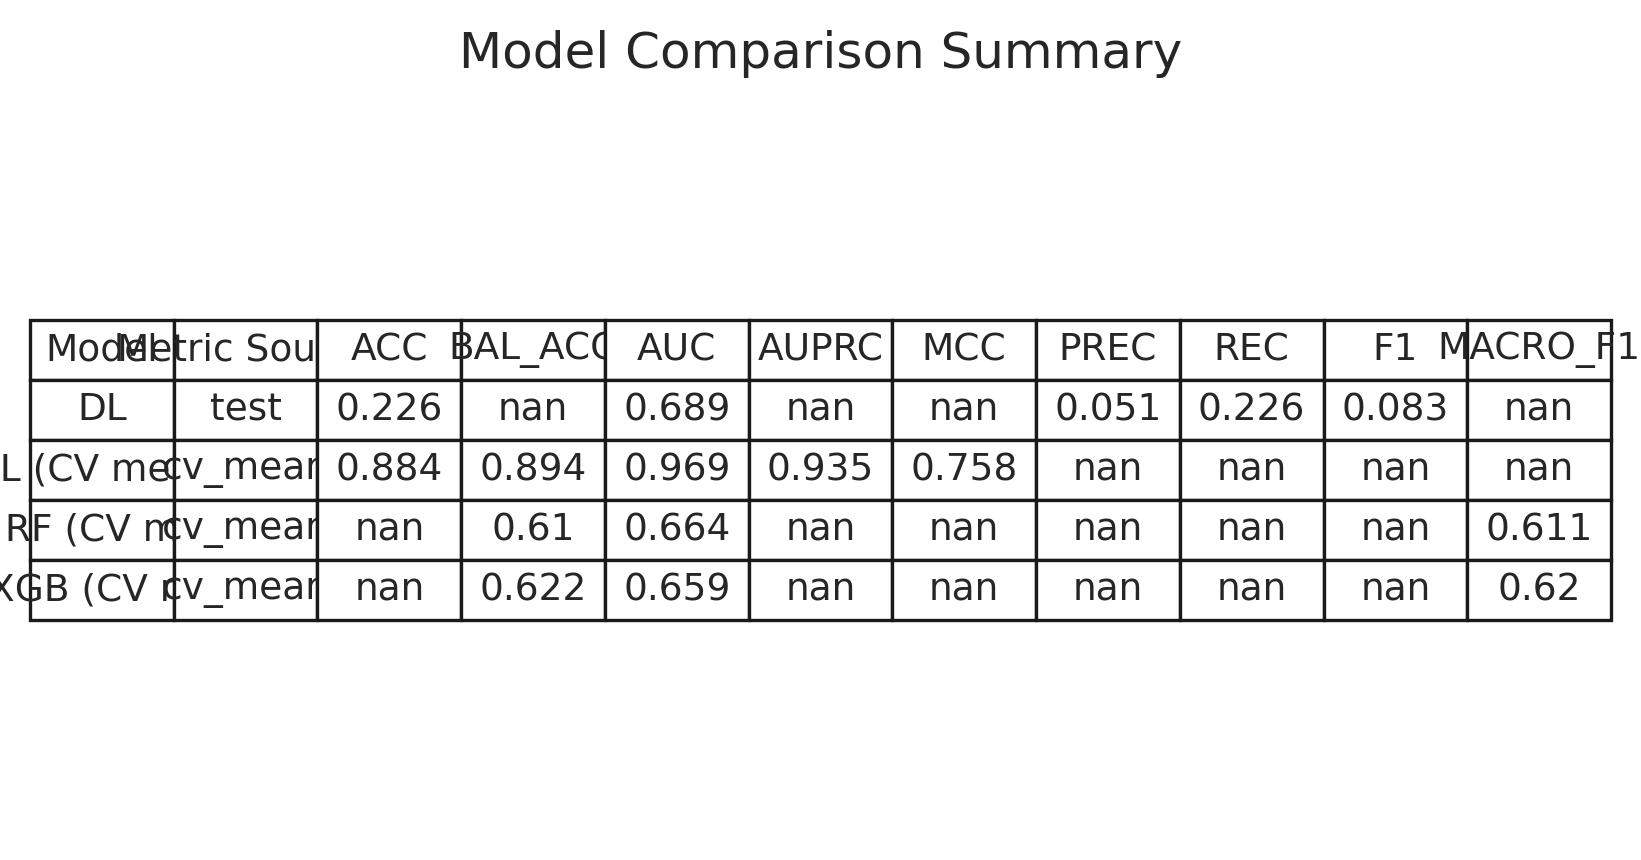 Model Comparison Summary
Model Metric Sou ACC BAL_ACC AUC AUPRC MCC PREC REC F1 MACRO_F1
DL test 0.226 nan 0.689 nan nan 0.051 0.226 0.083 nan
L (CV me cv_mean 0.884 0.894 0.969 0.935 0.758 nan nan nan nan
RF (CV m cv_mean nan 0.61 0.664 nan nan nan nan nan 0.611
XGB (CV cv_mean nan 0.622 0.659 nan nan nan nan nan 0.62